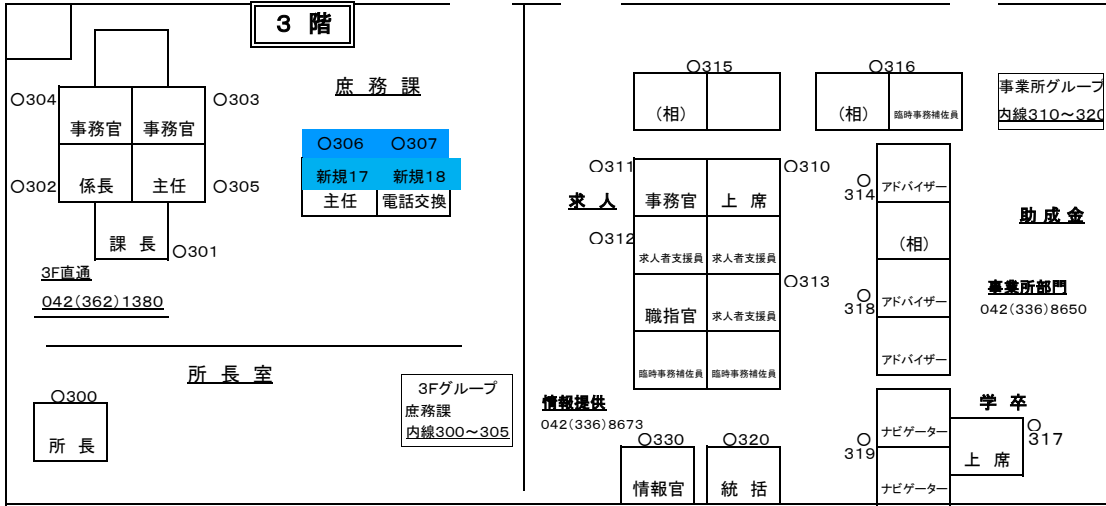 ３ 階
庶 務 課
○304
○303
事務官
事務官
○302
係長
主任
○305
課 長
○301
○306
○307
新規17
新規18
主任
電話交換
3F直通
042(362)1380
所 長 室
○300
所 長
3Fグループ
庶務課
内線300～305
○315
(相)
○316
(相)
臨時事務補佐員
事業所グループ
内線310～320
○311
○310
求 人
事務官
上 席
○312
求人者支援員
求人者支援員
○313
職指官
求人者支援員
臨時事務補佐員
臨時事務補佐員
○
314
アドバイザー
(相)
○
318
アドバイザー
アドバイザー
助成金
事業所部門
042(336)8650
情報提供
042(336)8673
○330
情報官
○320
統 括
学 卒
○
319
ナビゲーター
ナビゲーター
○
317
上 席